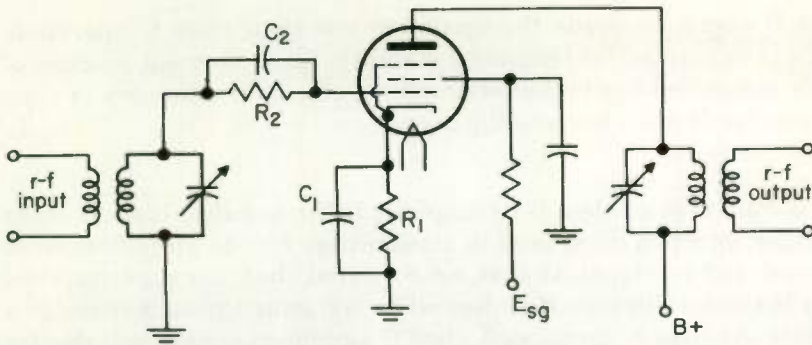 C2
R2
r-f
input
C1
R1
Esg
B+
r-f
output